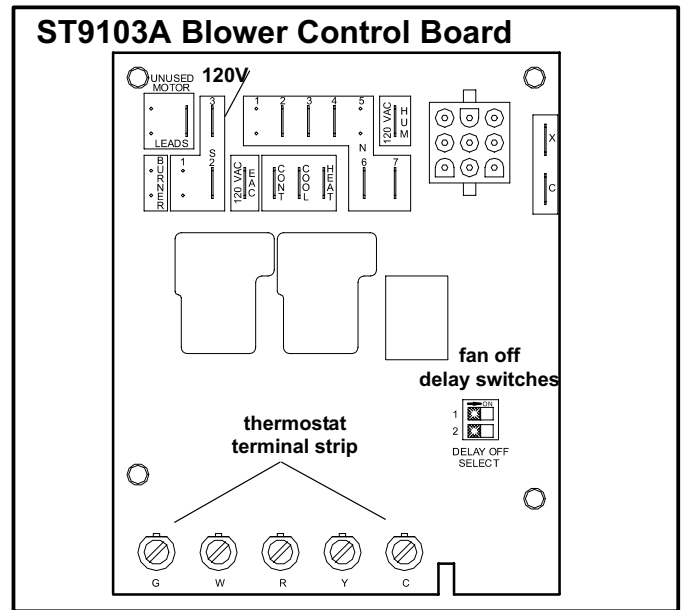 ST9103A Blower Control Board
UNUSED
MOTOR
LEADS
120V
3
S
1
2
1
2
3
4
5
N
6
7
120 VAC
HUM
BURNER
120 VAC
EAC
CONT
COOL
HEAT
X
C
fan off
delay switches
ON
1
2
DELAY OFF
SELECT
thermostat
terminal strip
G W R Y C